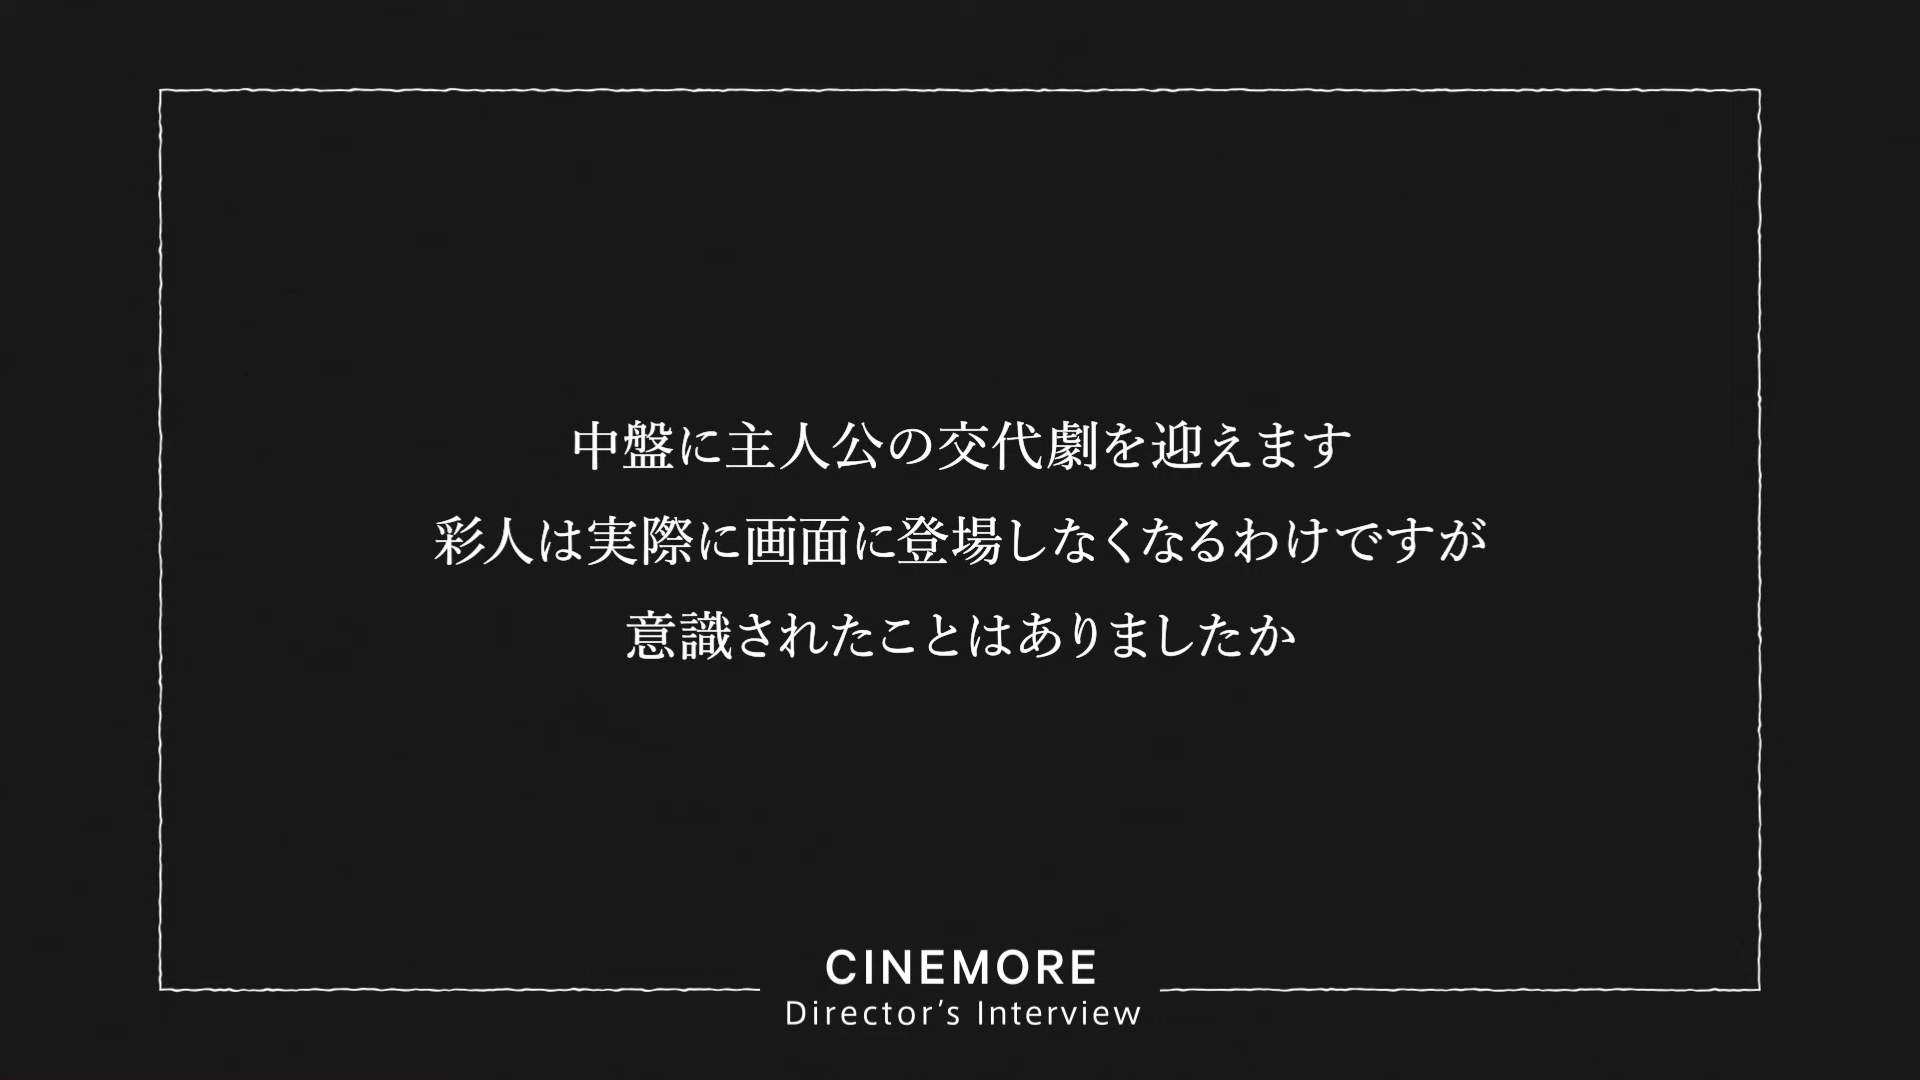 中盤に主人公の交代劇を迎えます
彩人は実際に画面に登場しなくなるわけですが
意識されたことはありましたか
CINEMORE
Director’s Interview